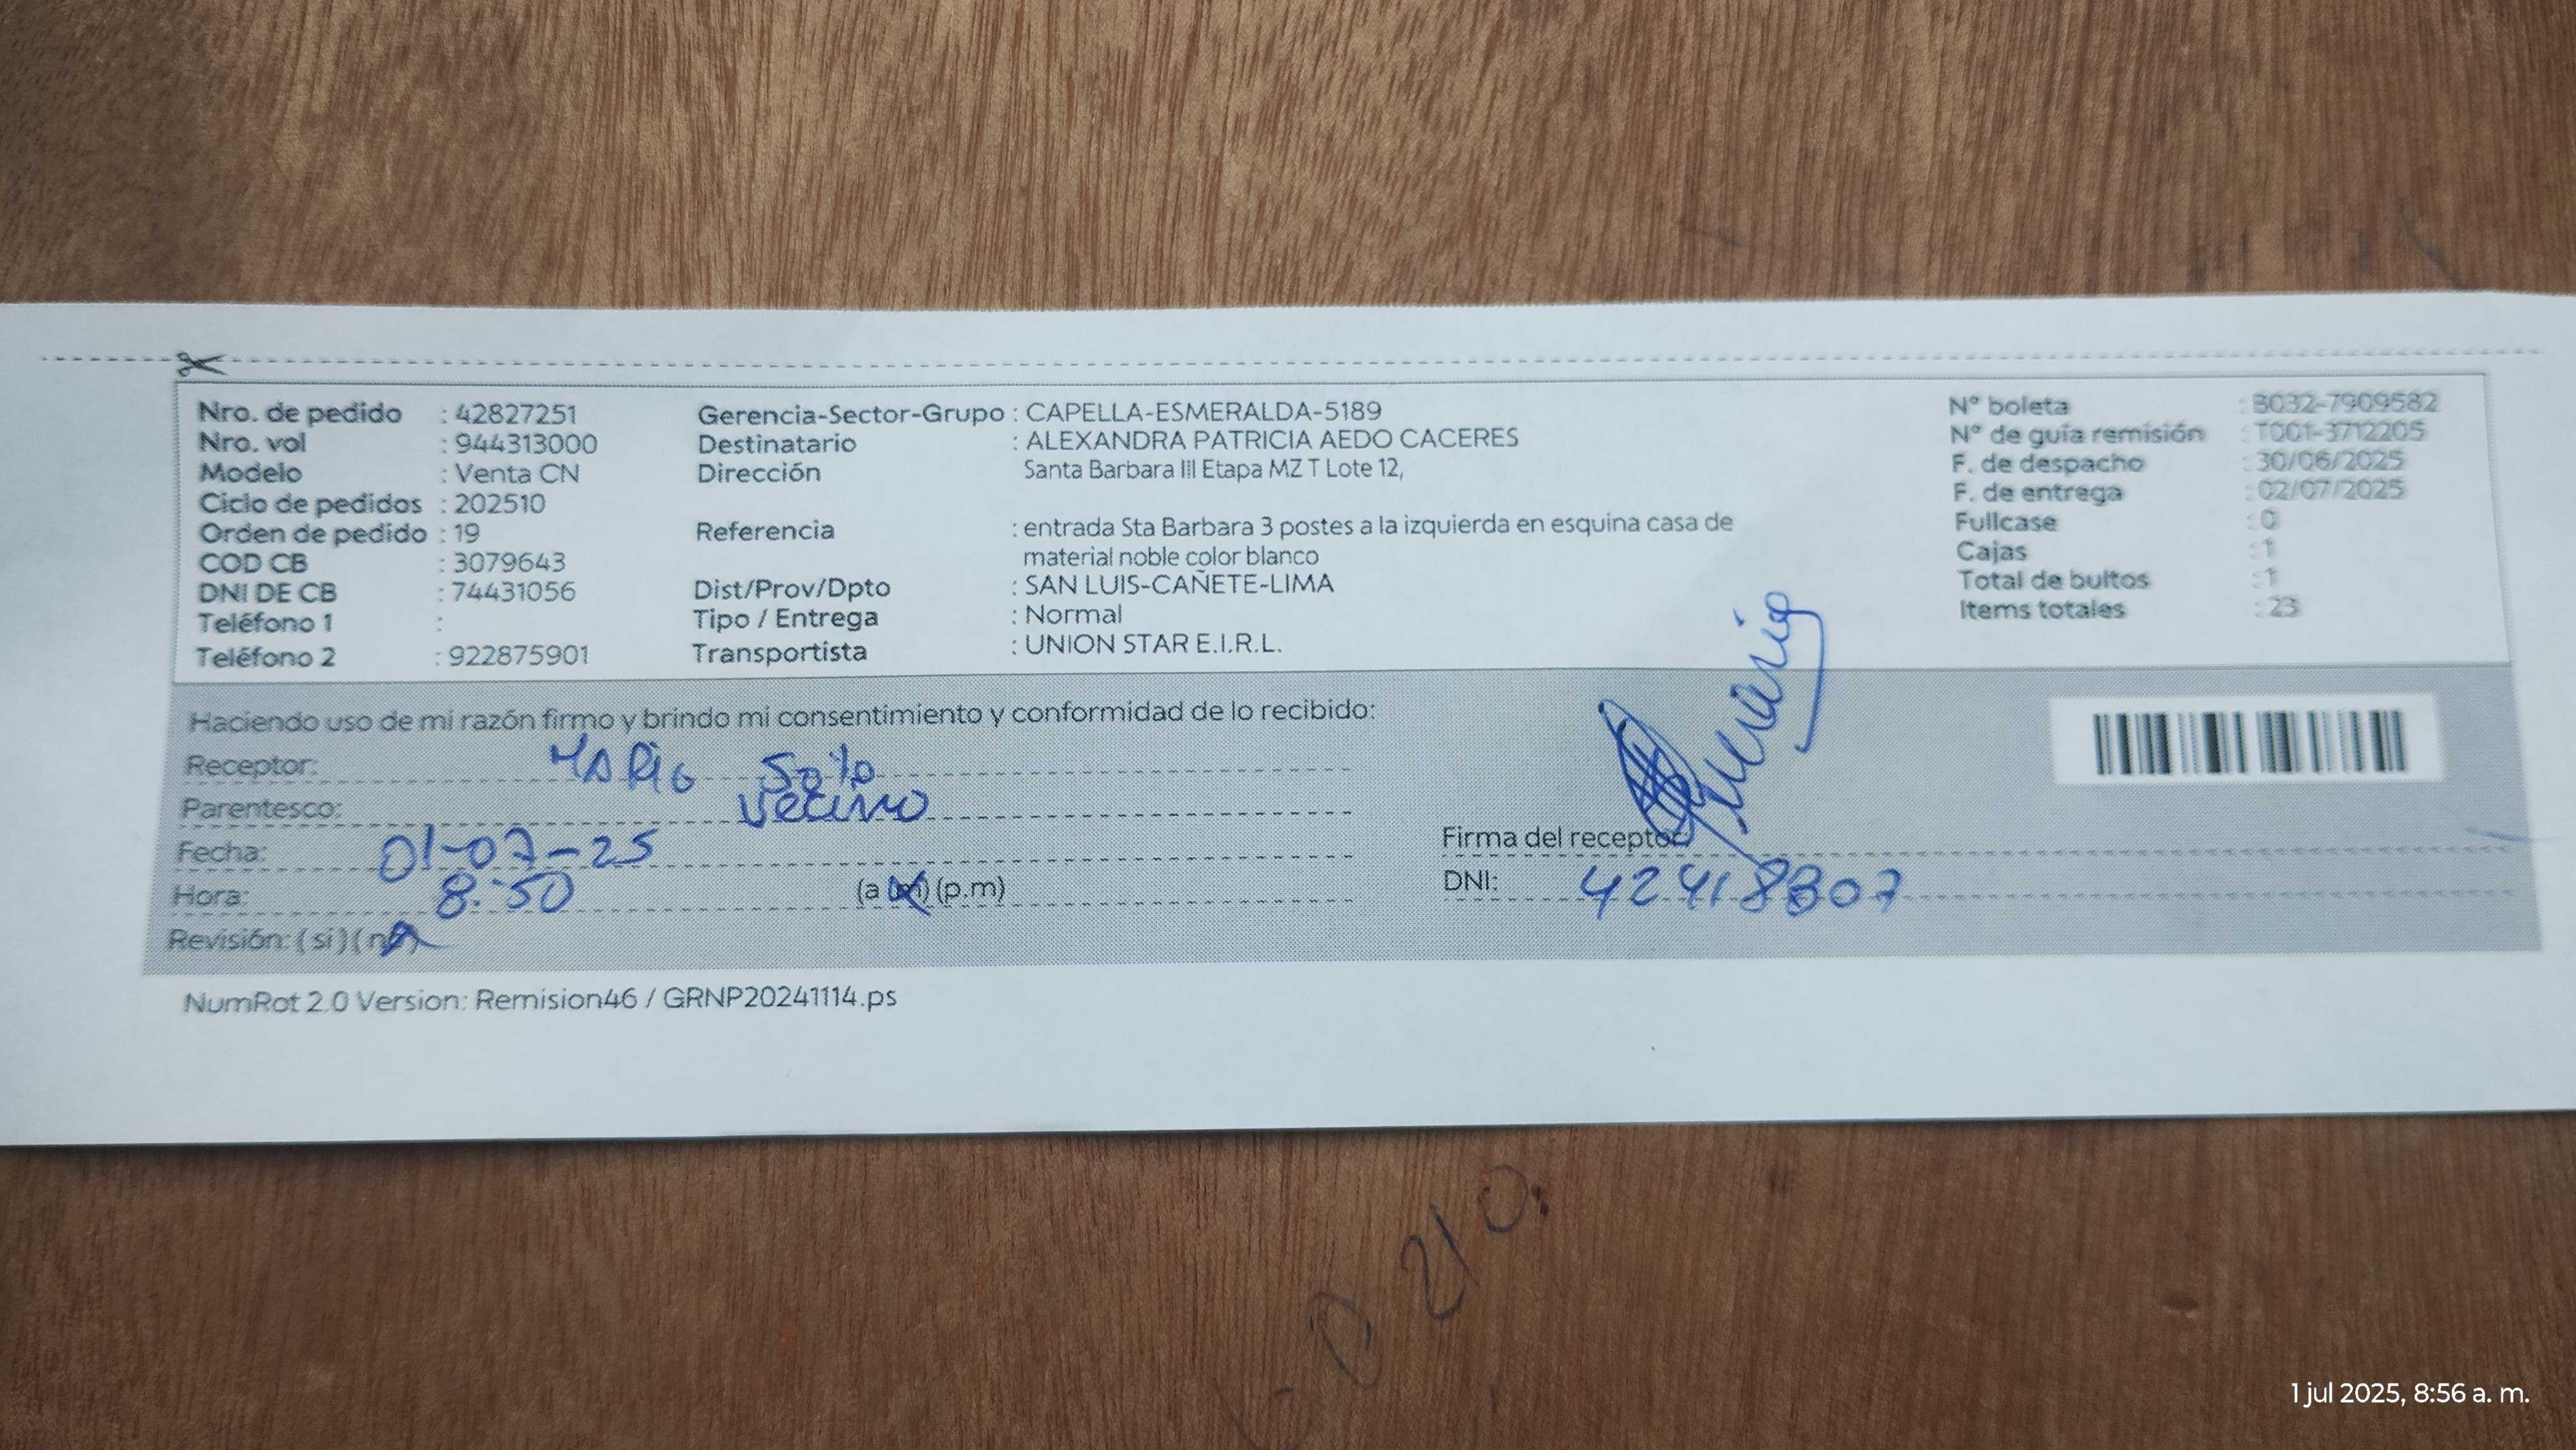 Nro. de pedido : 42827251
Nro. vol : 944313000
Modelo : Venta CN
Ciclo de pedidos : 202510
Orden de pedido : 19
COD CB : 3079643
DNI DE CB : 74431056
Teléfono 1 :
Teléfono 2 : 922875901
Gerencia-Sector-Grupo : CAPELLA-ESMERALDA-5189
Destinatario : ALEXANDRA PATRICIA AEDO CACERES
Dirección Santa Barbara III Etapa MZ T Lote 12,
Referencia : entrada Sta Barbara 3 postes a la izquierda en esquina casa de
material noble color blanco
Dist/Prov/Dpto : SAN LUIS-CAÑETE-LIMA
Tipo / Entrega : Normal
Transportista : UNION STAR E.I.R.L.
N° boleta : B032-7909582
N° de guía remisión : T001-3712205
F. de despacho : 30/06/2025
F. de entrega : 02/07/2025
Fullcase : 0
Cajas : 1
Total de bultos : 1
Items totales : 23
Haciendo uso de mi razón firmo y brindo mi consentimiento y conformidad de lo recibido:
Receptor: MARIO Soto
Parentesco: vecino
Fecha: 01-07-25
Hora: 8:50 (a.m) (p.m)
Revisión: (si) (no)
Firma del receptor:
DNI: 42418807
NumRot 2.0 Version: Remision46 / GRNP20241114.ps
0 210.
1 jul 2025, 8:56 a. m.